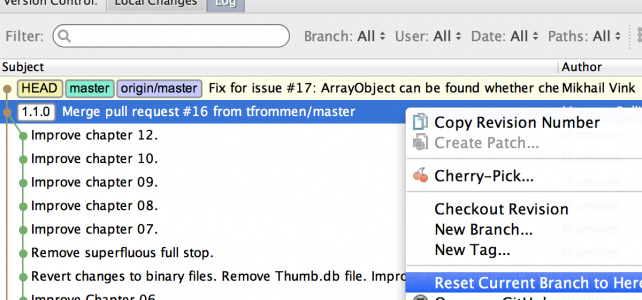 Version Control: Local Changes Log
Filter: Branch: All User: All Date: All Paths: All
Subject Author
HEAD master origin/master Fix for issue #17: ArrayObject can be found whether che Mikhail Vink
1.1.0 Merge pull request #16 from tfrommen/master
Copy Revision Number
Improve chapter 12.
Create Patch...
Improve chapter 10.
Cherry-Pick...
Improve chapter 09.
Improve chapter 08.
Checkout Revision
Improve chapter 07.
New Branch...
Remove superfluous full stop.
New Tag...
Revert changes to binary files. Remove Thumb.db file. Impro
Reset Current Branch to Her
Improve Chapter 06